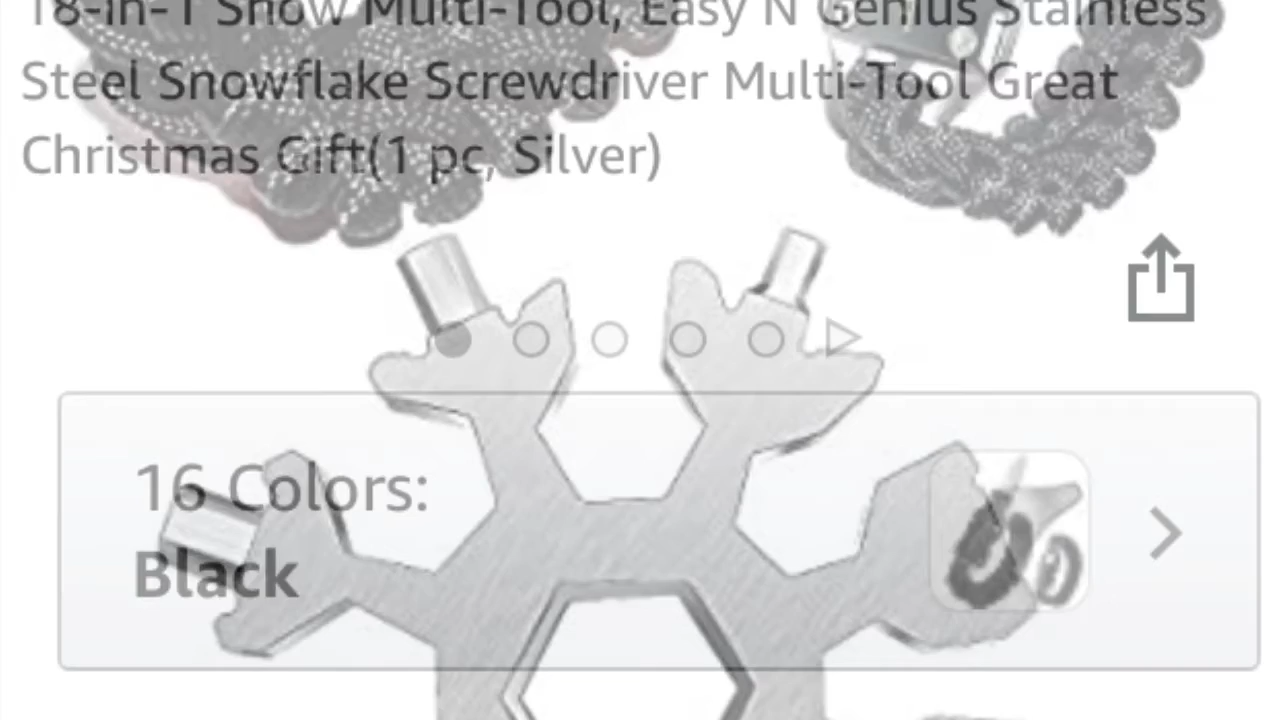 18-in-1 Snow Multi-Tool, Easy N Genius Stainless
Steel Snowflake Screwdriver Multi-Tool Great
Christmas Gift(1 pc, Silver)
16 Colors:
Black